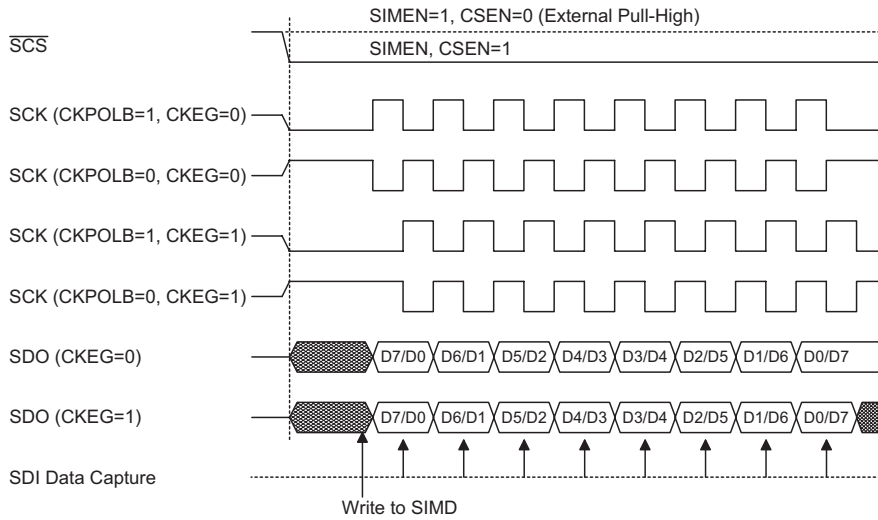 SIMEN=1, CSEN=0 (External Pull-High)
SCS
SIMEN, CSEN=1
SCK (CKPOLB=1, CKEG=0)
SCK (CKPOLB=0, CKEG=0)
SCK (CKPOLB=1, CKEG=1)
SCK (CKPOLB=0, CKEG=1)
SDO (CKEG=0) D7/D0 D6/D1 D5/D2 D4/D3 D3/D4 D2/D5 D1/D6 D0/D7
SDO (CKEG=1) D7/D0 D6/D1 D5/D2 D4/D3 D3/D4 D2/D5 D1/D6 D0/D7
SDI Data Capture
Write to SIMD